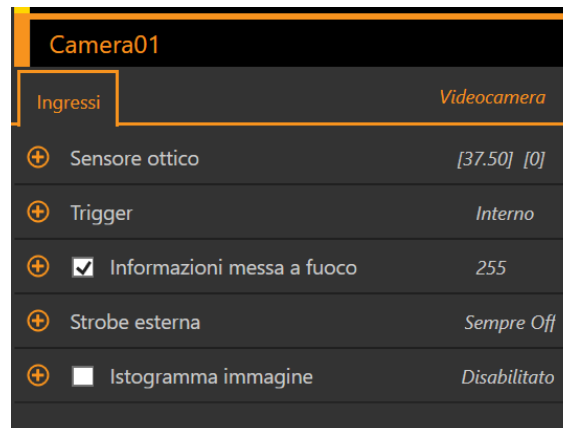 Camera01
Ingressi Videocamera
Sensore ottico [37.50] [0]
Trigger Interno
Informazioni messa a fuoco 255
Strobe esterna Sempre Off
Istogramma immagine Disabilitato